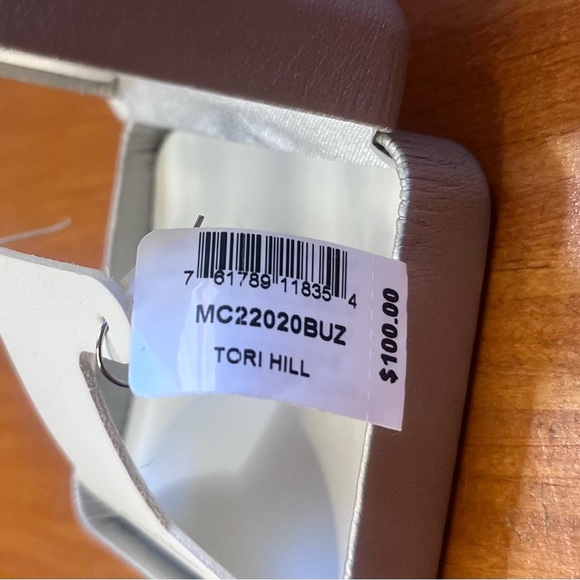 7 61789 11835 4
MC22020BUZ
TORI HILL
$100.00